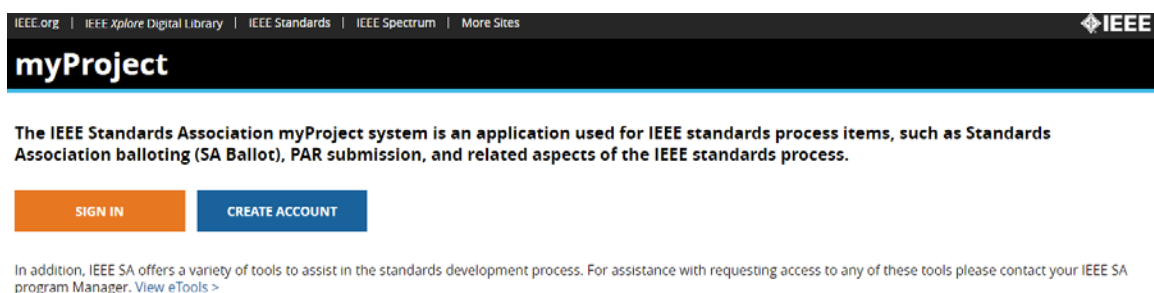 IEEE.org | IEEE Xplore Digital Library | IEEE Standards | IEEE Spectrum | More Sites
IEEE
myProject
The IEEE Standards Association myProject system is an application used for IEEE standards process items, such as Standards
Association balloting (SA Ballot), PAR submission, and related aspects of the IEEE standards process.
SIGN IN
CREATE ACCOUNT
In addition, IEEE SA offers a variety of tools to assist in the standards development process. For assistance with requesting access to any of these tools please contact your IEEE SA
program Manager. View eTools >